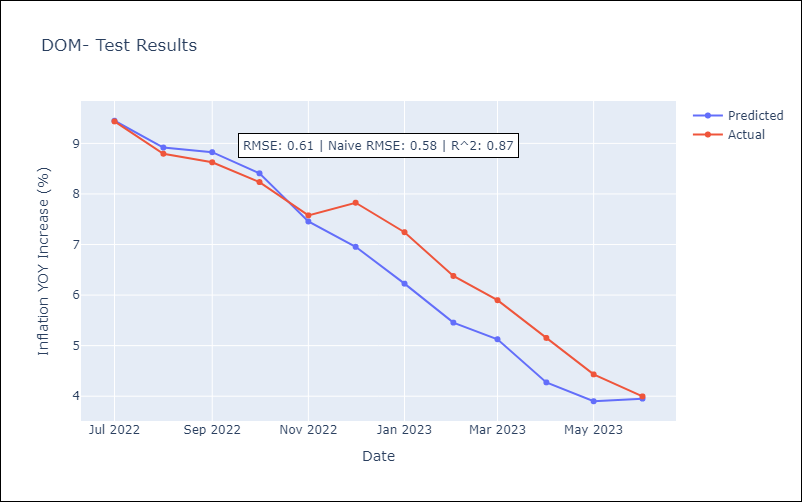 DOM- Test Results
Predicted
Actual
RMSE: 0.61 | Naive RMSE: 0.58 | R^2: 0.87
Inflation YOY Increase (%)
9
8
7
6
5
4
Jul 2022 Sep 2022 Nov 2022 Jan 2023 Mar 2023 May 2023
Date